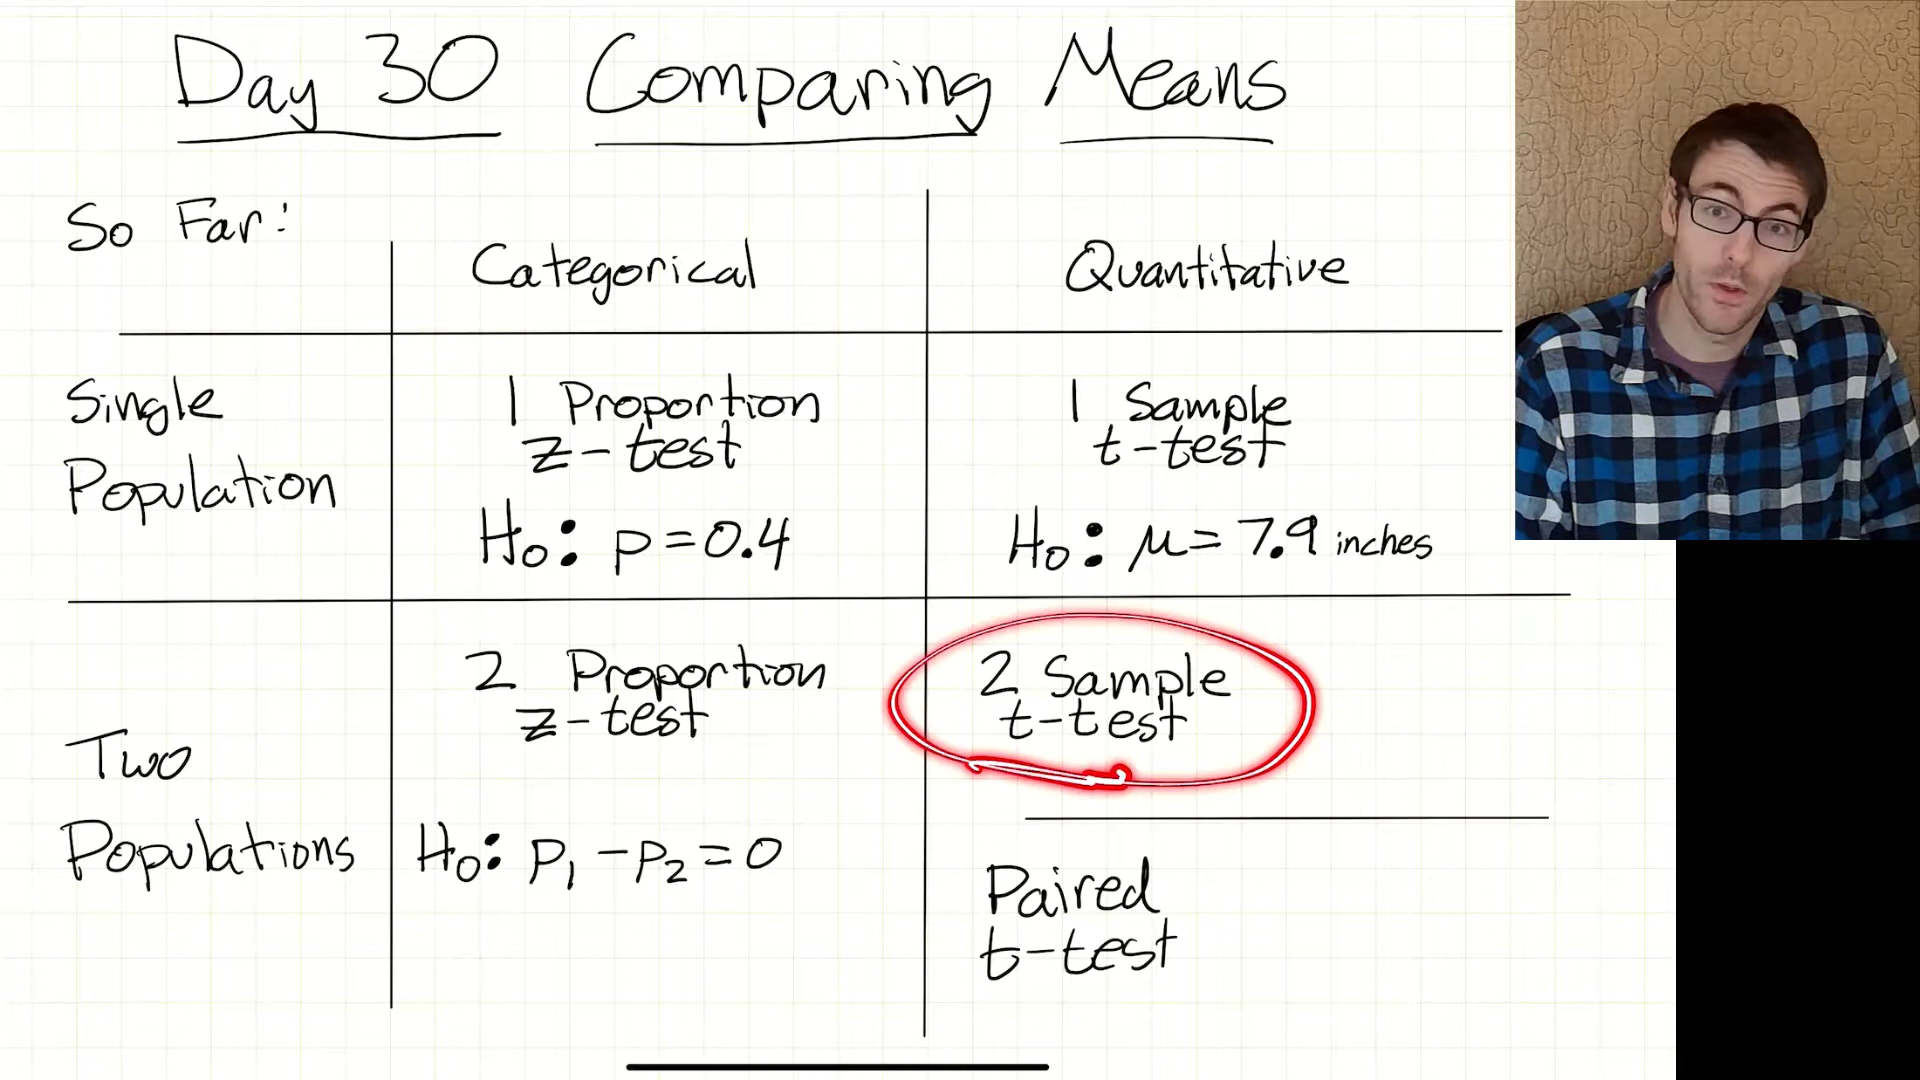 Day 30 Comparing Means
So Far:
Categorical
Quantitative
Single
Population
1 Proportion
z-test
H₀: p=0.4
1 Sample
t-test
H₀: μ=7.9 inches
Two
Populations
2 Proportion
z-test
H₀: p₁-p₂=0
2 Sample
t-test
Paired
t-test